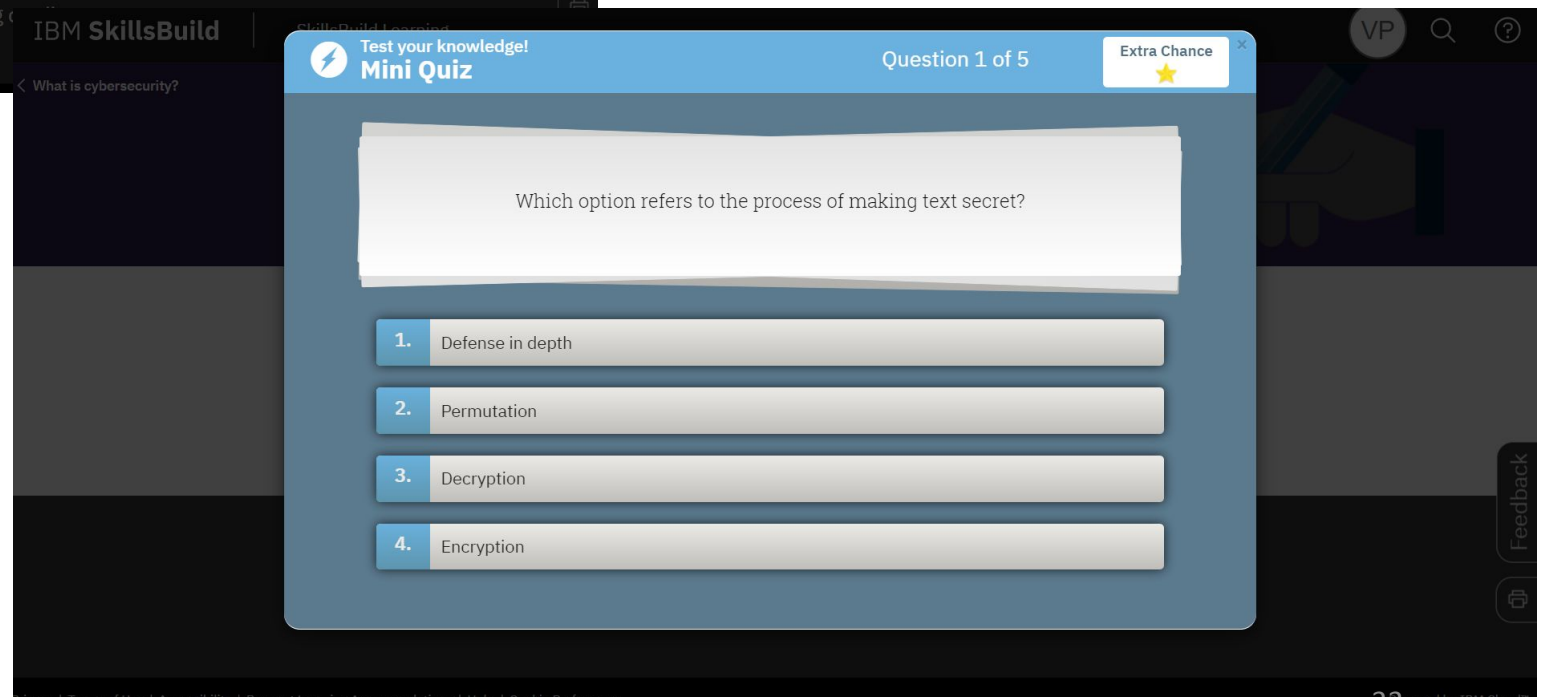 IBM SkillsBuild
SkillsBuild Learning
VP
What is cybersecurity?
Test your knowledge!
Mini Quiz
Question 1 of 5
Extra Chance
Which option refers to the process of making text secret?
1. Defense in depth
2. Permutation
3. Decryption
4. Encryption
Feedback